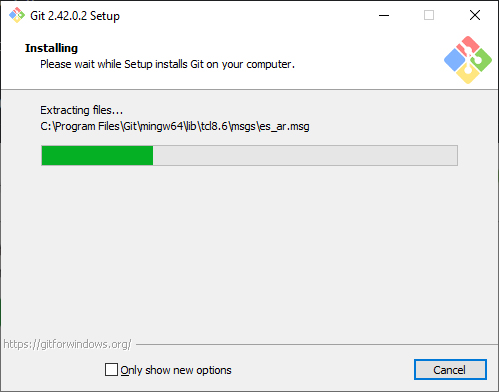 Git 2.42.0.2 Setup
Installing
Please wait while Setup installs Git on your computer.
Extracting files...
C:\Program Files\Git\mingw64\lib\tcl8.6\msgs\es_ar.msg
https://gitforwindows.org/
Only show new options
Cancel